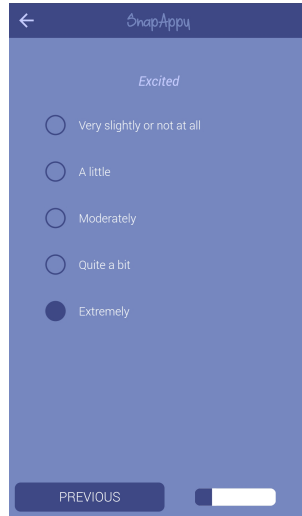 SnapAppy
Excited
Very slightly or not at all
A little
Moderately
Quite a bit
Extremely
PREVIOUS